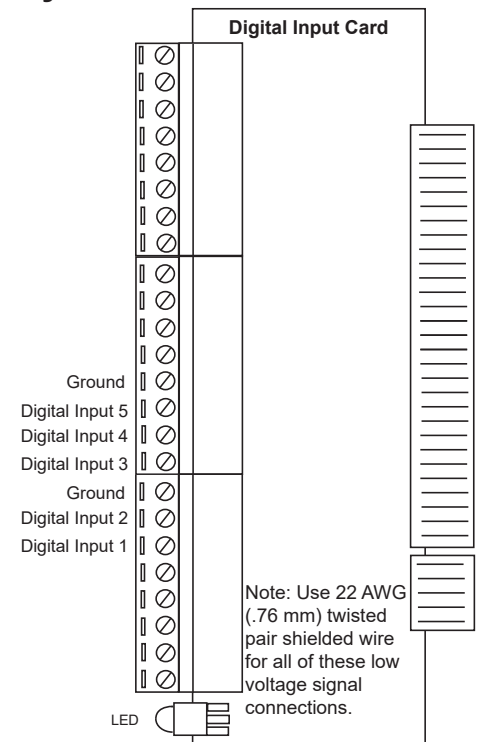 Digital Input Card
Ground
Digital Input 5
Digital Input 4
Digital Input 3
Ground
Digital Input 2
Digital Input 1
Note: Use 22 AWG
(.76 mm) twisted
pair shielded wire
for all of these low
voltage signal
connections.
LED